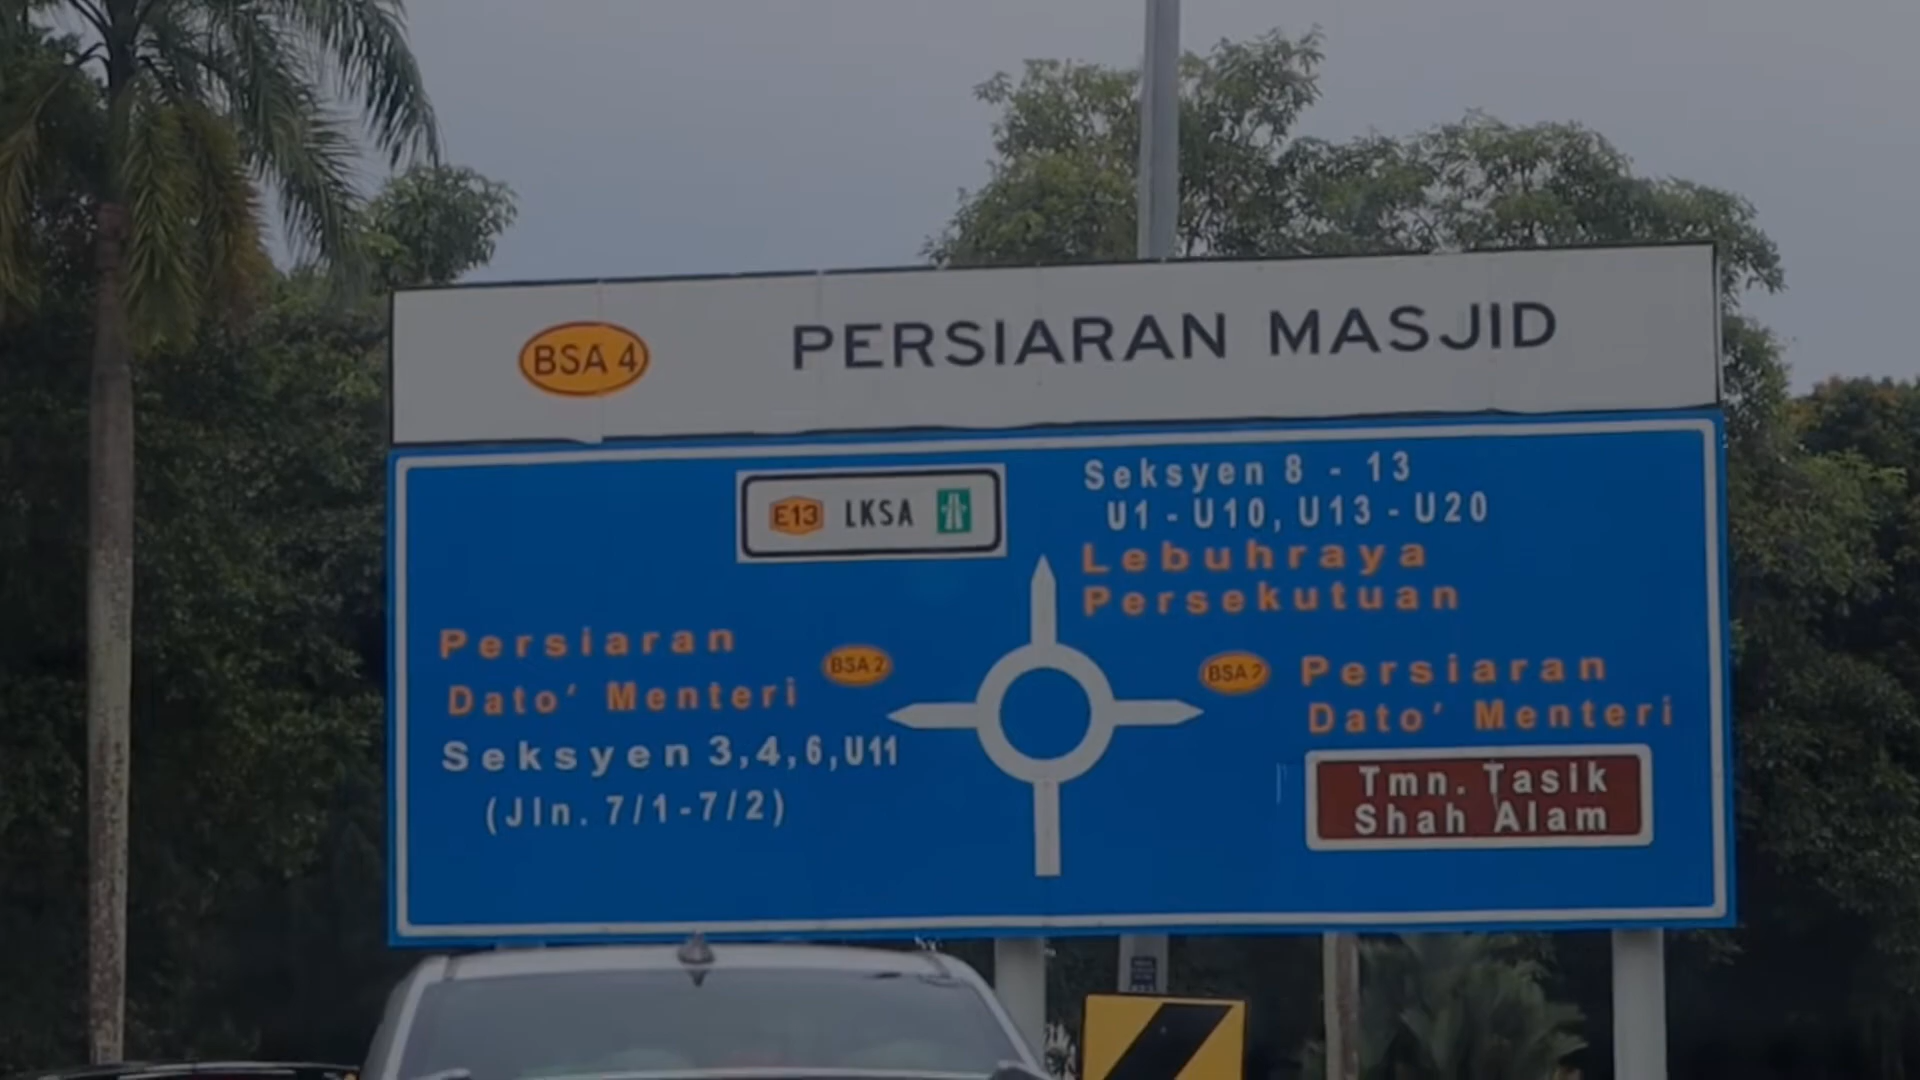 BSA 4 PERSIARAN MASJID
E13 LKSA
Seksyen 8 - 13
U1 - U10, U13 - U20
Lebuhraya
Persekutuan
Persiaran
Dato' Menteri
BSA 2
Seksyen 3,4,6,U11
(Jln. 7/1-7/2)
BSA 2
Persiaran
Dato' Menteri
Tmn. Tasik
Shah Alam